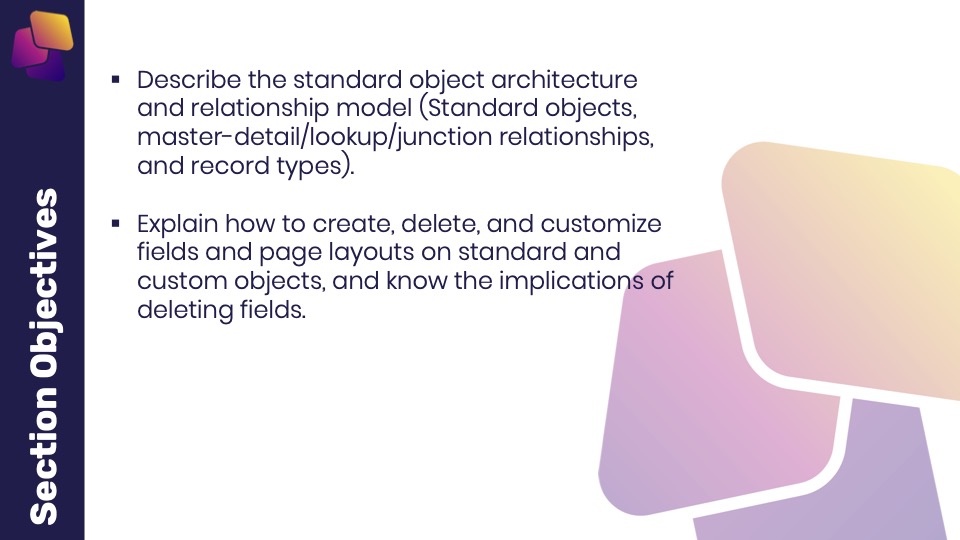 Section Objectives
▪ Describe the standard object architecture
and relationship model (Standard objects,
master-detail/lookup/junction relationships,
and record types).
▪ Explain how to create, delete, and customize
fields and page layouts on standard and
custom objects, and know the implications of
deleting fields.